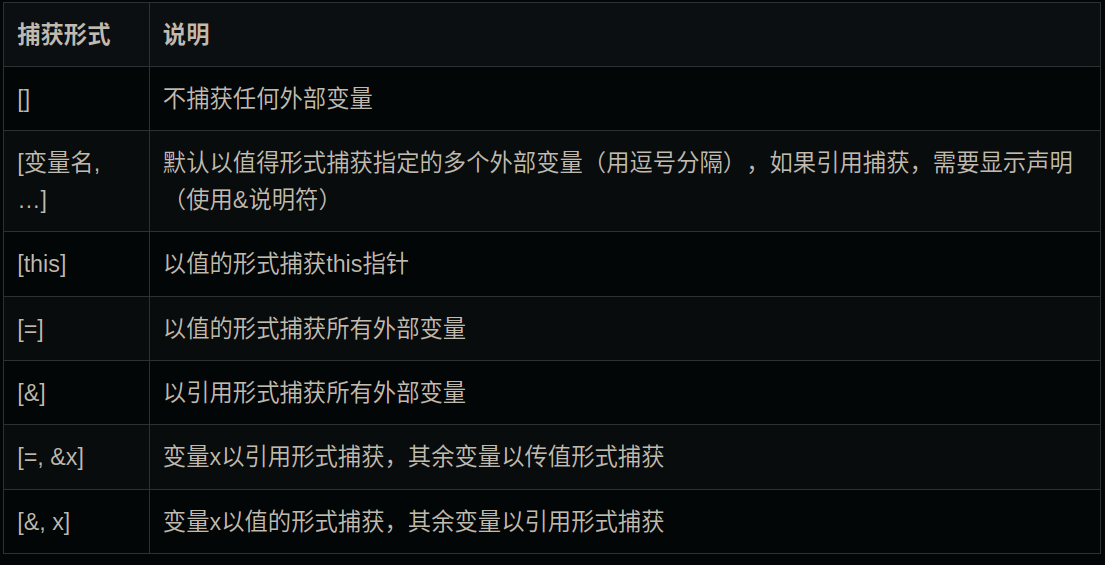 捕获形式 说明
[] 不捕获任何外部变量
[变量名, 默认以值得形式捕获指定的多个外部变量（用逗号分隔），如果引用捕获，需要显示声明
…] （使用&说明符）
[this] 以值的形式捕获this指针
[=] 以值的形式捕获所有外部变量
[&] 以引用形式捕获所有外部变量
[=, &x] 变量x以引用形式捕获，其余变量以传值形式捕获
[&, x] 变量x以值的形式捕获，其余变量以引用形式捕获